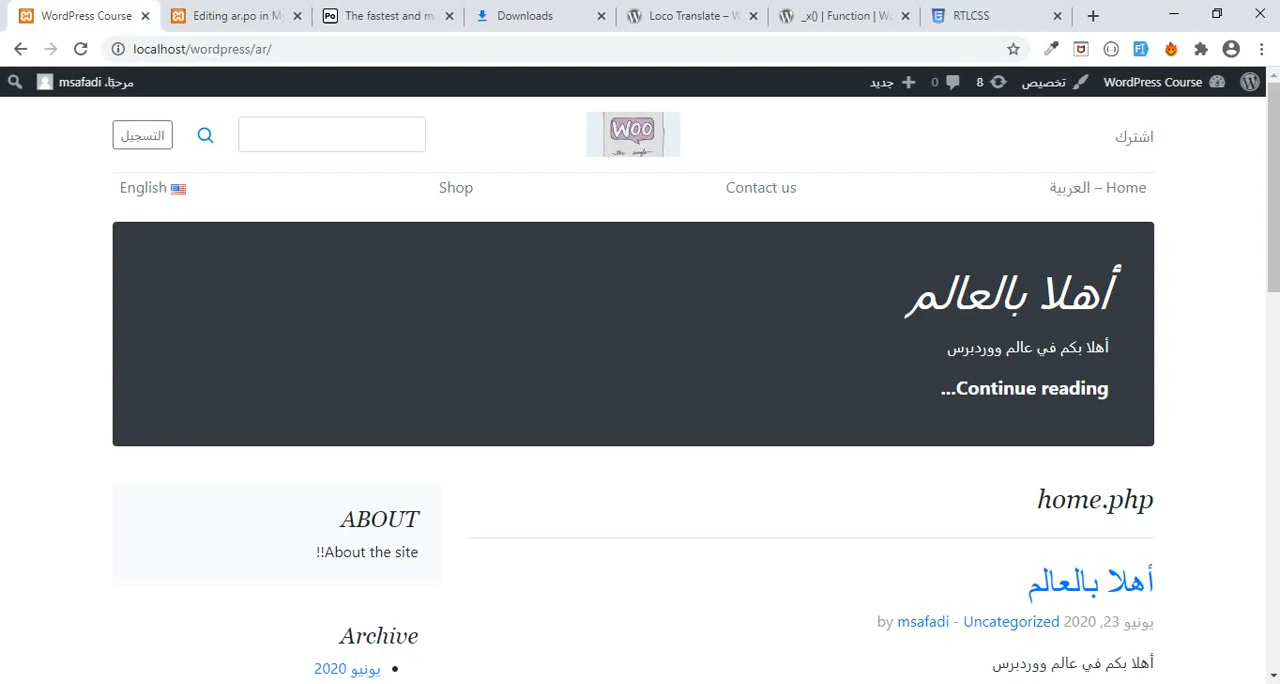 WordPress Course
Editing ar.po in My
The fastest and m
Downloads
Loco Translate – W
_x() | Function | Wo
RTLCSS
localhost/wordpress/ar/
WordPress Course
8
تخصيص
0
جديد
مرحبًا، msafadi
اشترك
WOO
التسجيل
Home – العربية
Contact us
Shop
English
أهلا بالعالم
أهلا بكم في عالم ووردبرس
Continue reading...
home.php
أهلا بالعالم
يونيو 23, 2020 by msafadi - Uncategorized
أهلا بكم في عالم ووردبرس
ABOUT
About the site!!
Archive
يونيو 2020